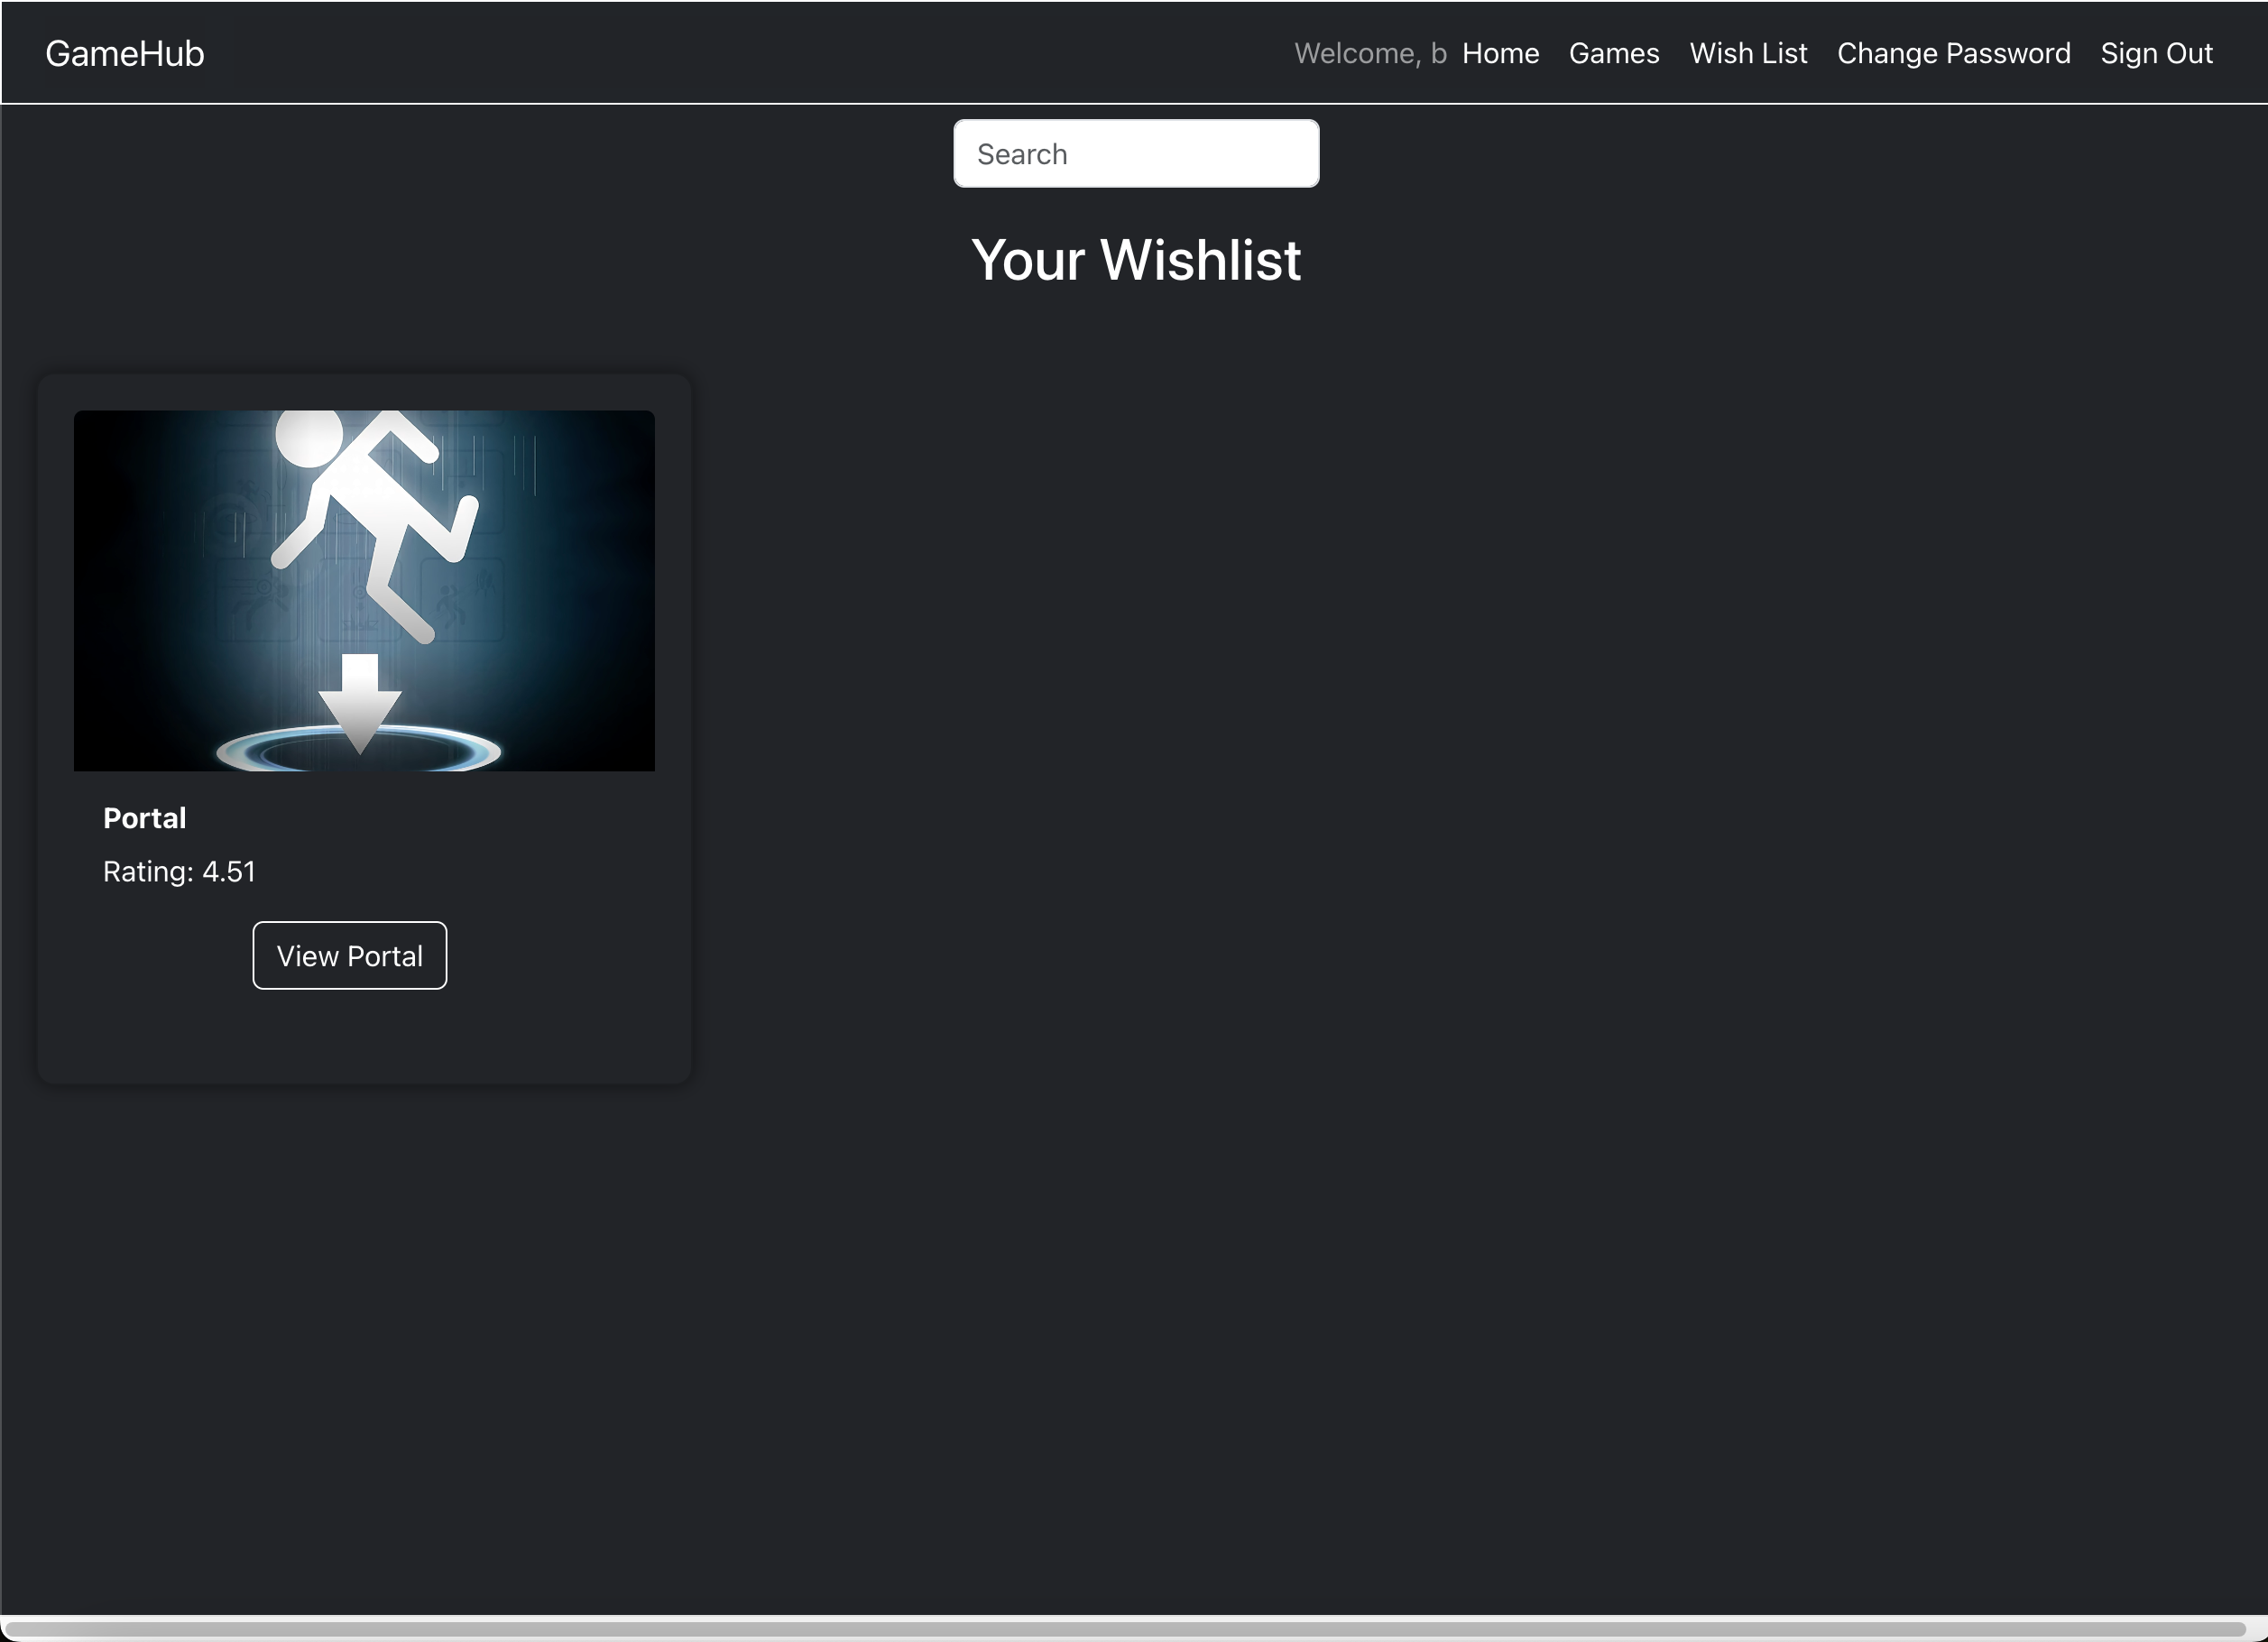 GameHub
Welcome, b Home Games Wish List Change Password Sign Out
Search
Your Wishlist
Portal
Rating: 4.51
View Portal